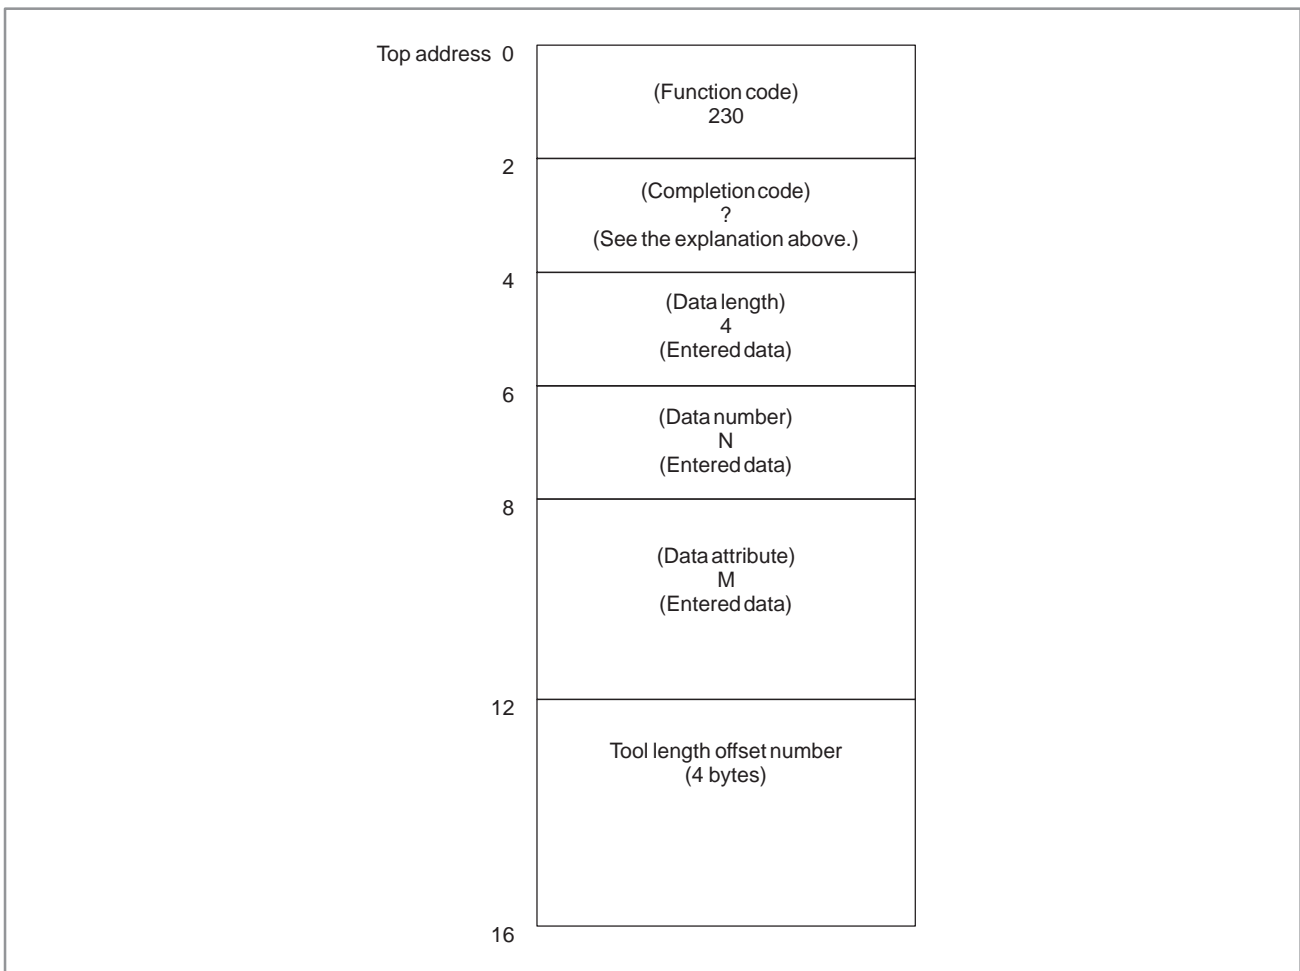 Top address 0
(Function code)
230
2
(Completion code)
?
(See the explanation above.)
4
(Data length)
4
(Entered data)
6
(Data number)
N
(Entered data)
8
(Data attribute)
M
(Entered data)
12
Tool length offset number
(4 bytes)
16